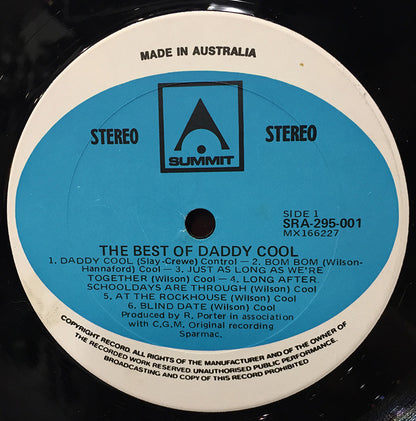 MADE IN AUSTRALIA
STEREO
SUMMIT
STEREO
SIDE 1
SRA-295-001
MX166227
THE BEST OF DADDY COOL
1. DADDY COOL (Slay-Crewe) Control — 2. BOM BOM (Wilson-
Hannaford) Cool — 3. JUST AS LONG AS WE'RE
TOGETHER (Wilson) Cool — 4. LONG AFTER
SCHOOLDAYS ARE THROUGH (Wilson) Cool
5. AT THE ROCKHOUSE (Wilson) Cool
6. BLIND DATE (Wilson) Cool
Produced by R, Porter in association
with C,G,M, Original recording
Sparmac,
COPYRIGHT RECORD. ALL RIGHTS OF THE MANUFACTURER AND OF THE OWNER OF
THE RECORDED WORK RESERVED. UNAUTHORISED PUBLIC PERFORMANCE.
BROADCASTING AND COPY OF THIS RECORD PROHIBITED